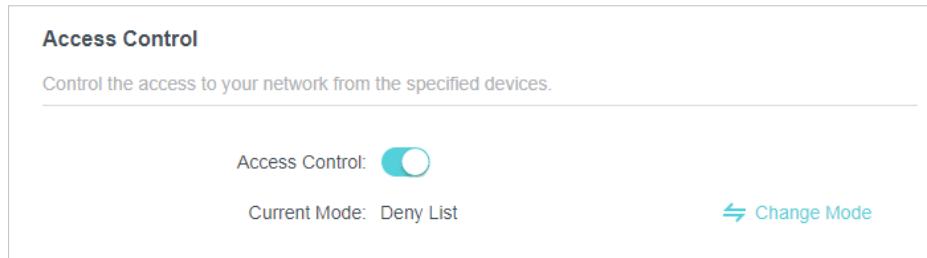 Access Control
Control the access to your network from the specified devices.
Access Control:
Current Mode: Deny List Change Mode